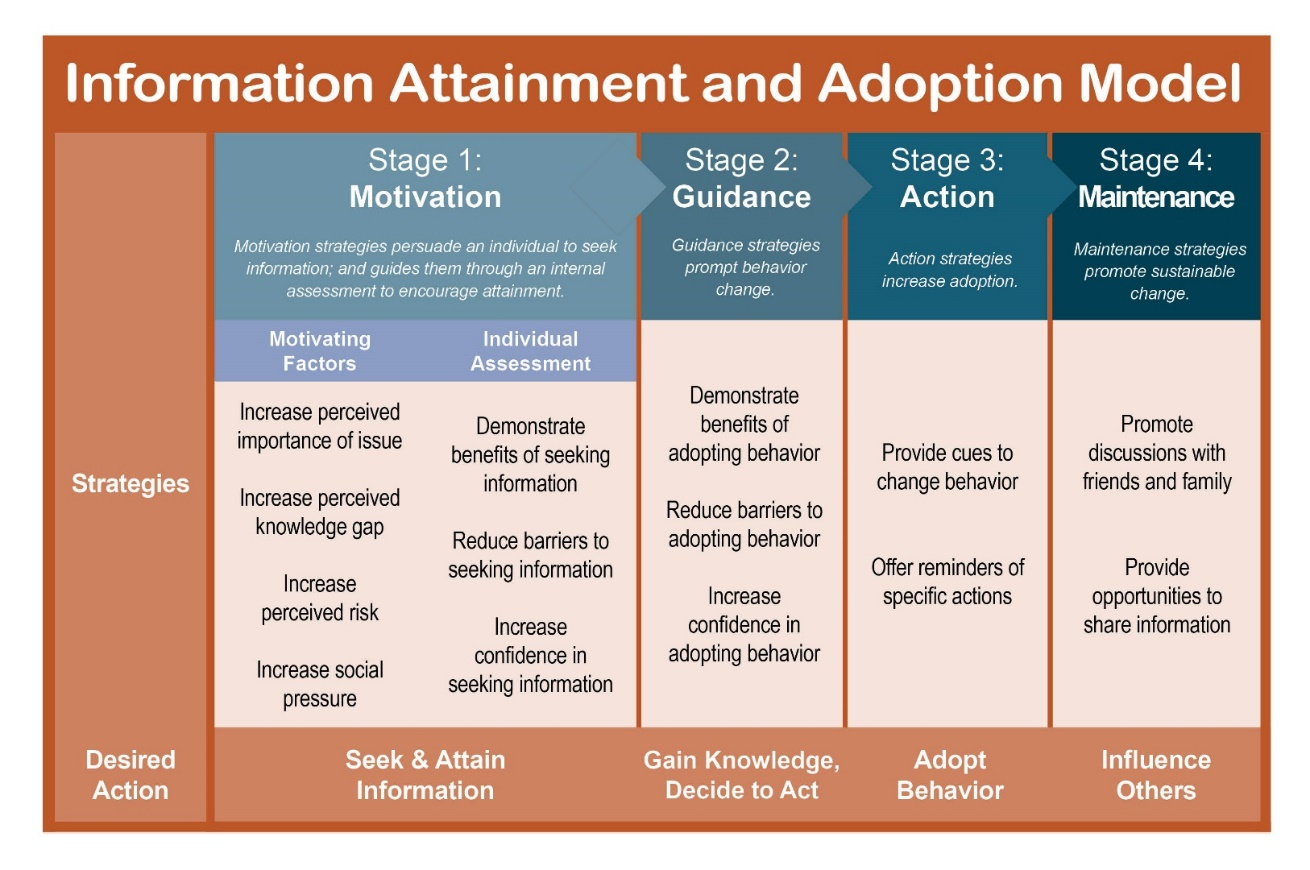 Information Attainment and Adoption Model
Stage 1:
Motivation
Motivation strategies persuade an individual to seek
information; and guides them through an internal
assessment to encourage attainment.
Stage 2:
Guidance
Guidance strategies
prompt behavior
change.
Stage 3:
Action
Action strategies
increase adoption.
Stage 4:
Maintenance
Maintenance strategies
promote sustainable
change.
Strategies
Motivating
Factors
Increase perceived
importance of issue
Increase perceived
knowledge gap
Increase
perceived risk
Increase social
pressure
Individual
Assessment
Demonstrate
benefits of seeking
information
Reduce barriers to
seeking information
Increase
confidence in
seeking information
Demonstrate
benefits of
adopting behavior
Reduce barriers to
adopting behavior
Increase
confidence in
adopting behavior
Provide cues to
change behavior
Offer reminders of
specific actions
Promote
discussions with
friends and family
Provide
opportunities to
share information
Desired
Action
Seek & Attain
Information
Gain Knowledge,
Decide to Act
Adopt
Behavior
Influence
Others